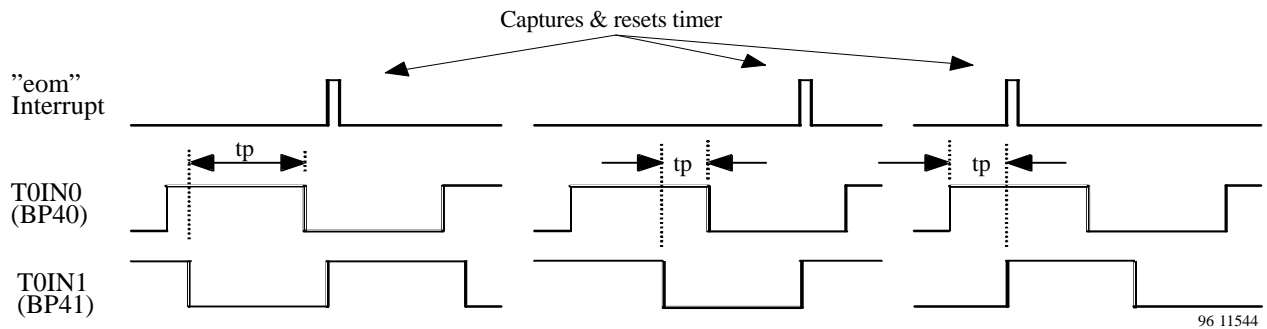 Captures & resets timer
”eom”
Interrupt
tp
tp
tp
T0IN0
(BP40)
T0IN1
(BP41)
96 11544